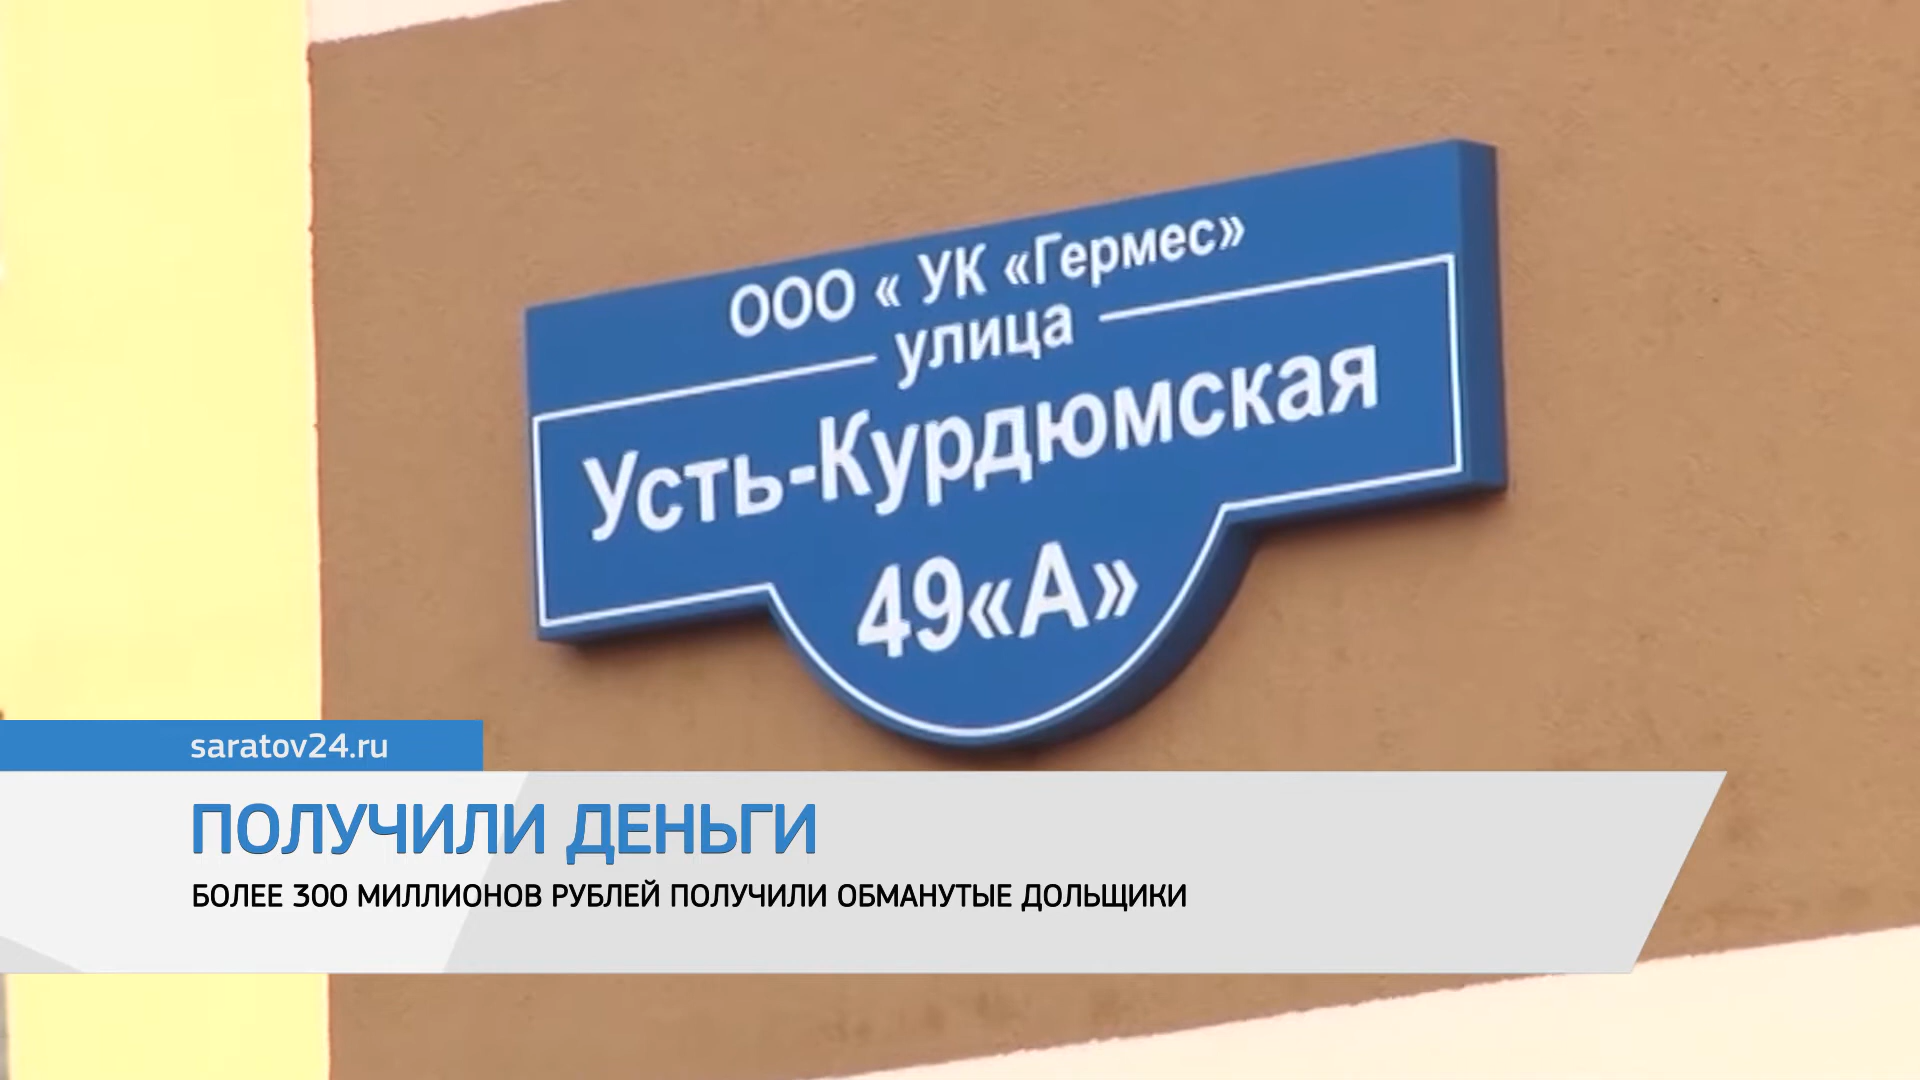 ООО « УК «Гермес»
улица
Усть-Курдюмская
49«А»
saratov24.ru
ПОЛУЧИЛИ ДЕНЬГИ
БОЛЕЕ 300 МИЛЛИОНОВ РУБЛЕЙ ПОЛУЧИЛИ ОБМАНУТЫЕ ДОЛЬЩИКИ